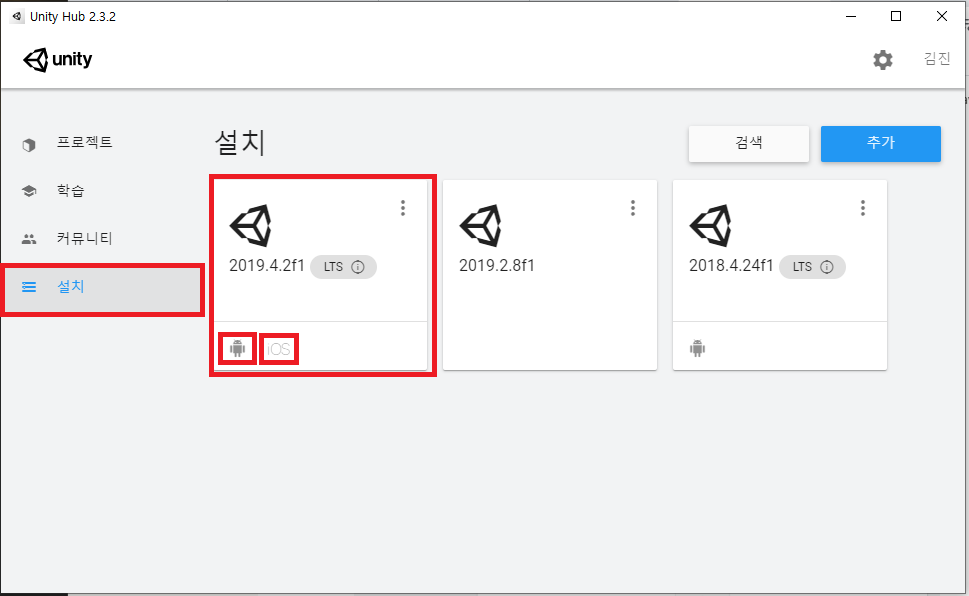 Unity Hub 2.3.2
unity
김진
프로젝트
학습
커뮤니티
설치
설치
검색
추가
2019.4.2f1 LTS
iOS
2019.2.8f1
2018.4.24f1 LTS